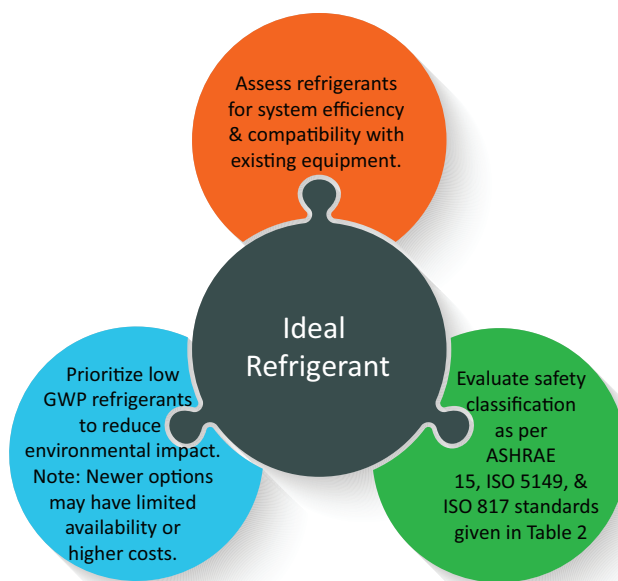 Assess refrigerants
for system efficiency
& compatibility with
existing equipment.
Ideal
Refrigerant
Prioritize low
GWP refrigerants
to reduce
environmental impact.
Note: Newer options
may have limited
availability or
higher costs.
Evaluate safety
classification
as per
ASHRAE
15, ISO 5149, &
ISO 817 standards
given in Table 2